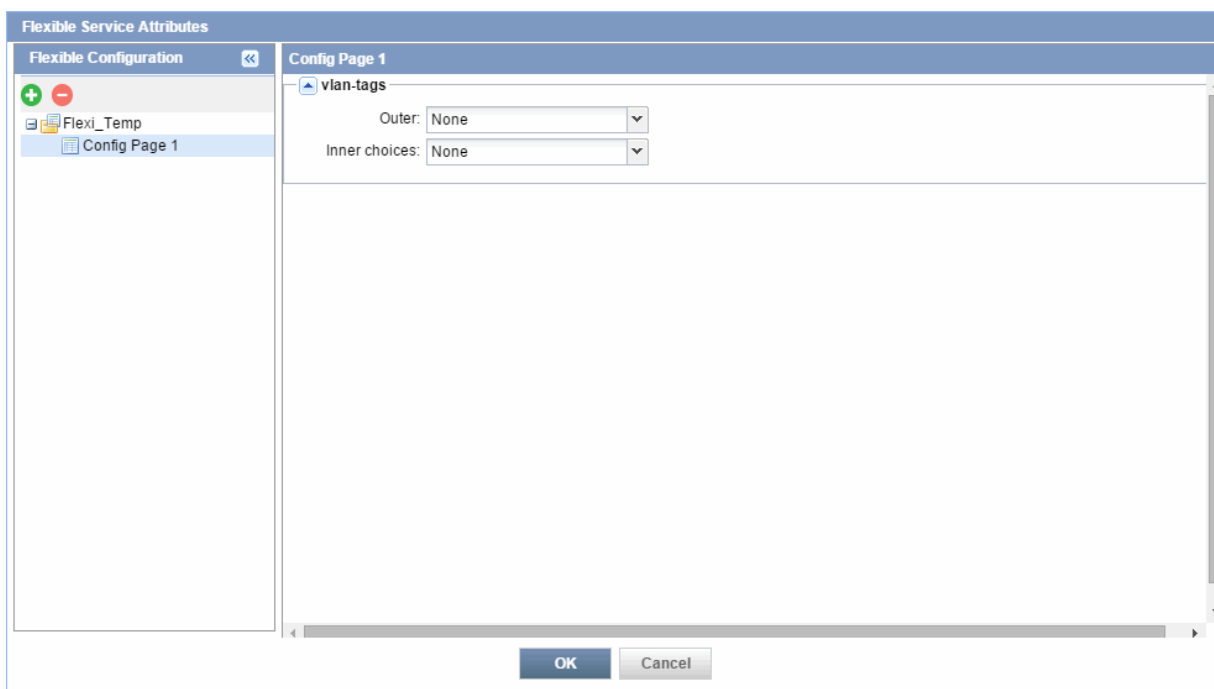 Flexible Service Attributes
Flexible Configuration
Config Page 1
vlan-tags
Flexi_Temp
Outer: None
Config Page 1
Inner choices: None
OK Cancel